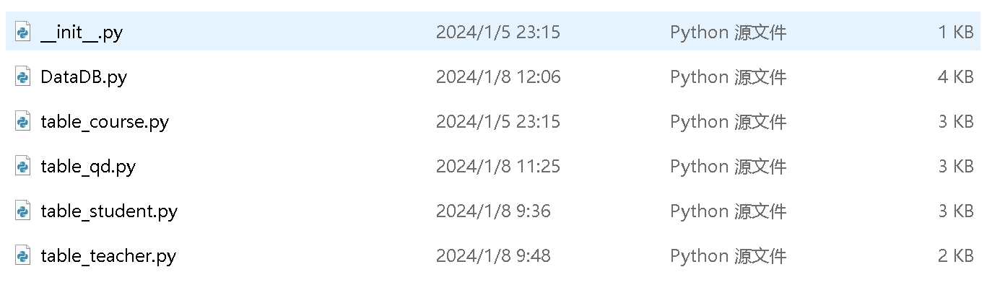 __init__.py 2024/1/5 23:15 Python 源文件 1 KB
DataDB.py 2024/1/8 12:06 Python 源文件 4 KB
table_course.py 2024/1/5 23:15 Python 源文件 3 KB
table_qd.py 2024/1/8 11:25 Python 源文件 3 KB
table_student.py 2024/1/8 9:36 Python 源文件 3 KB
table_teacher.py 2024/1/8 9:48 Python 源文件 2 KB